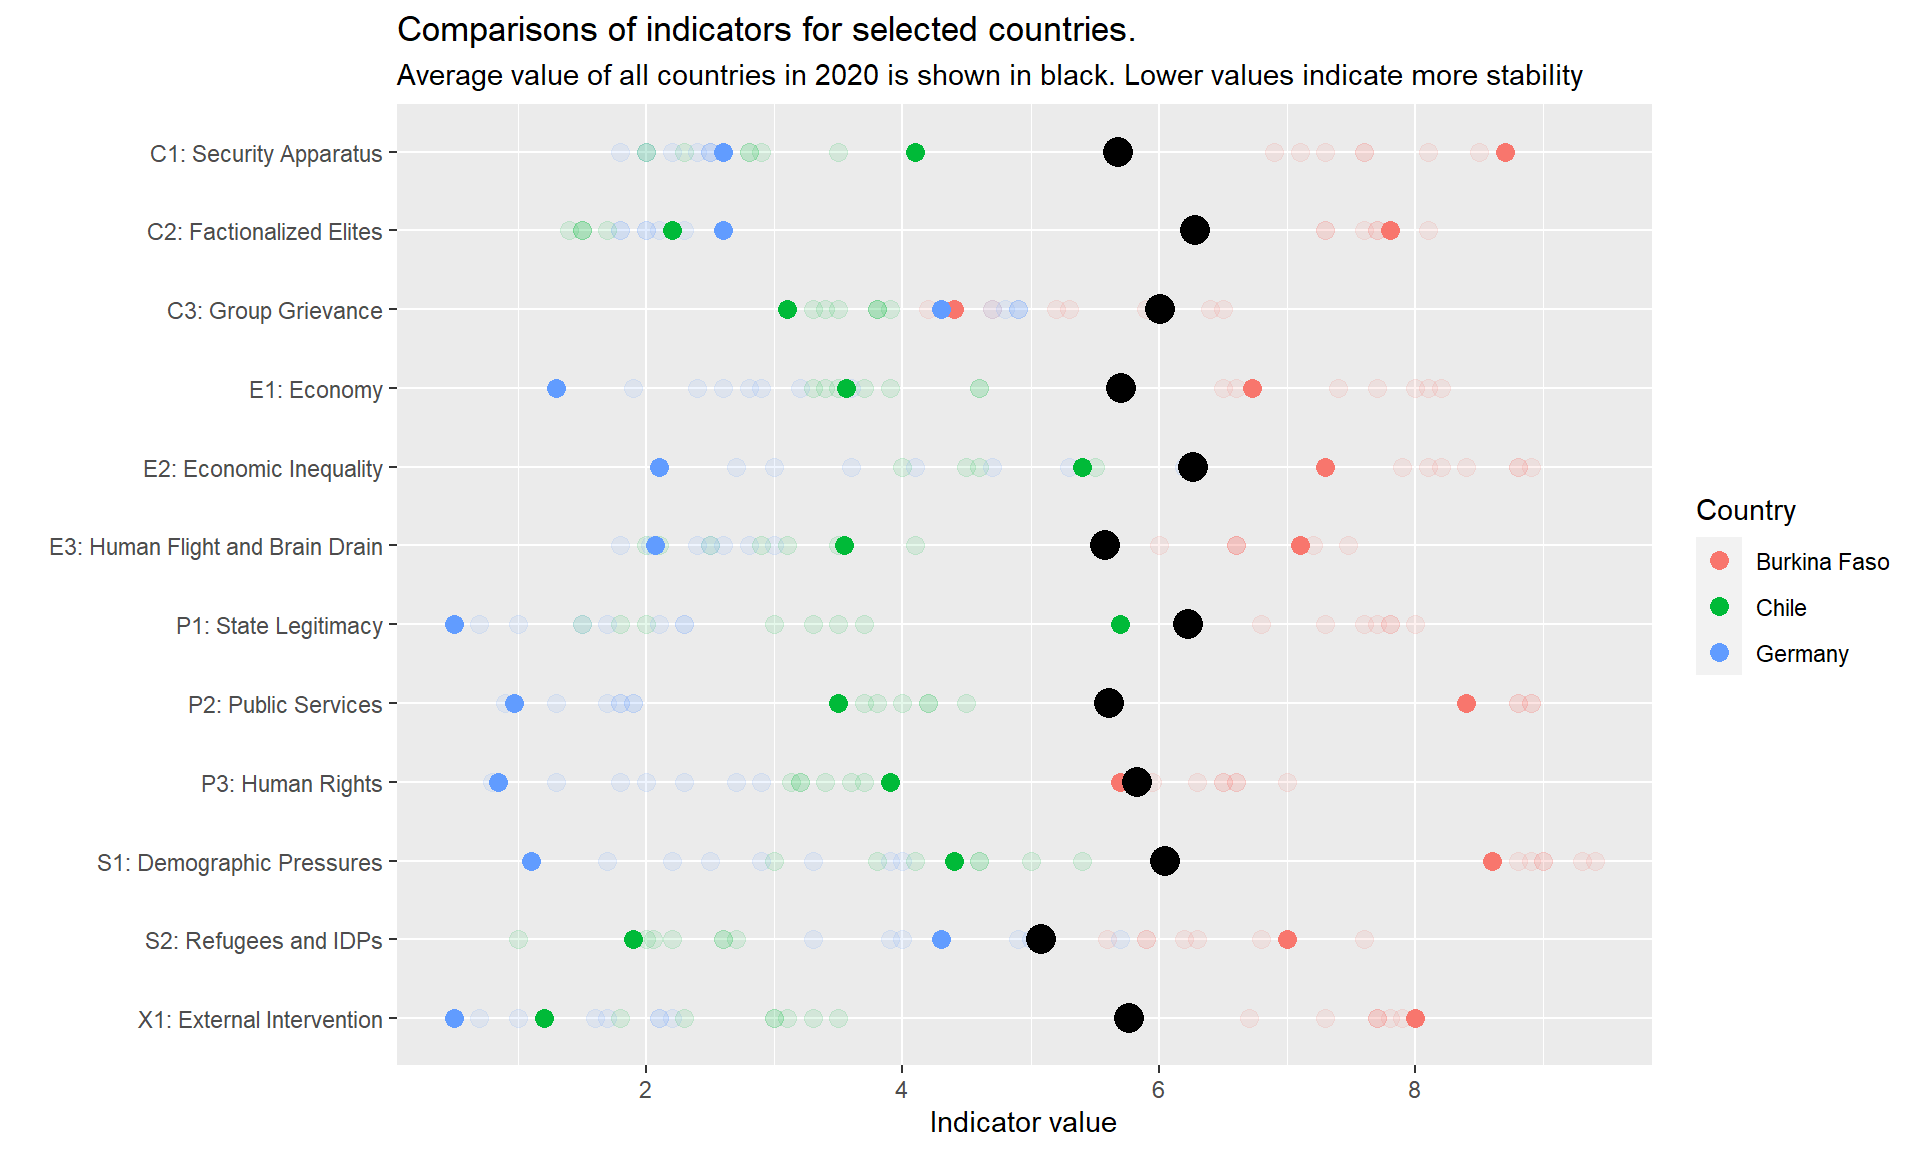 Comparisons of indicators for selected countries.
Average value of all countries in 2020 is shown in black. Lower values indicate more stability
C1: Security Apparatus
C2: Factionalized Elites
C3: Group Grievance
E1: Economy
E2: Economic Inequality
E3: Human Flight and Brain Drain
P1: State Legitimacy
P2: Public Services
P3: Human Rights
S1: Demographic Pressures
S2: Refugees and IDPs
X1: External Intervention
2 4 6 8
Indicator value
Country
Burkina Faso
Chile
Germany